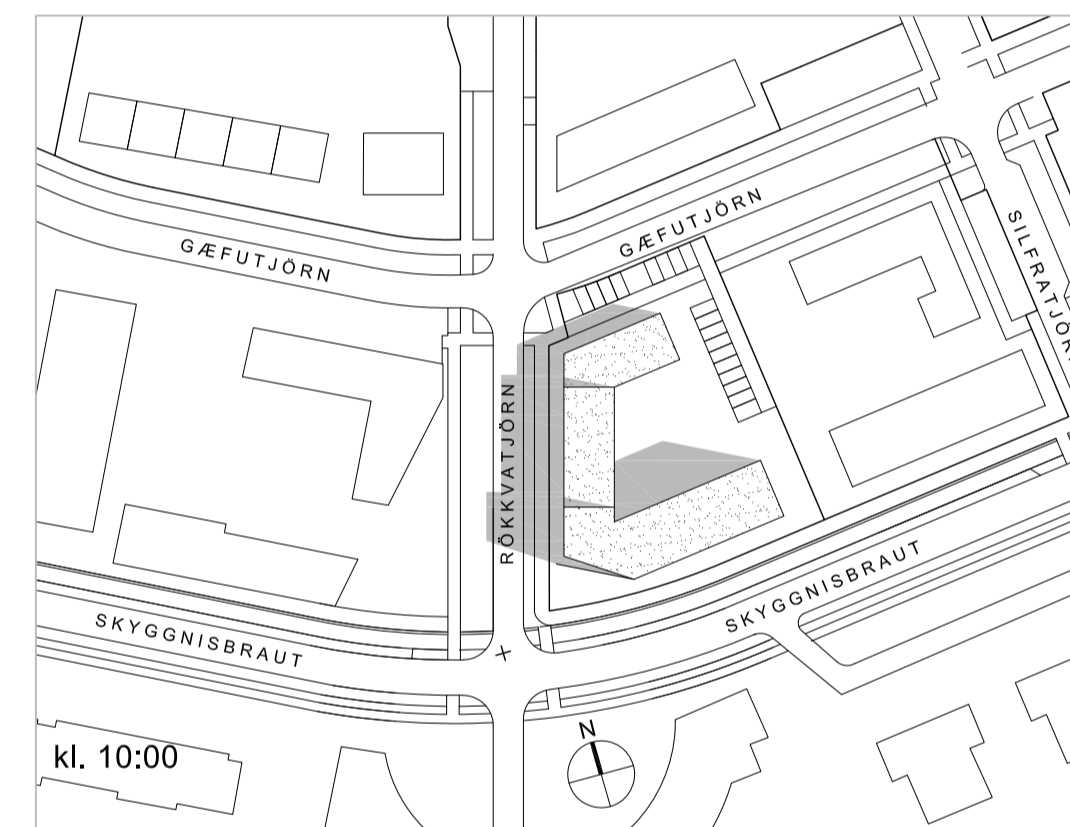 GÆFUTJÖRN
GÆFUTJÖRN
SILFRATJÖRN
RÖKKVATJÖRN
SKYGGNISBRAUT
SKYGGNISBRAUT
N
kl. 10:00